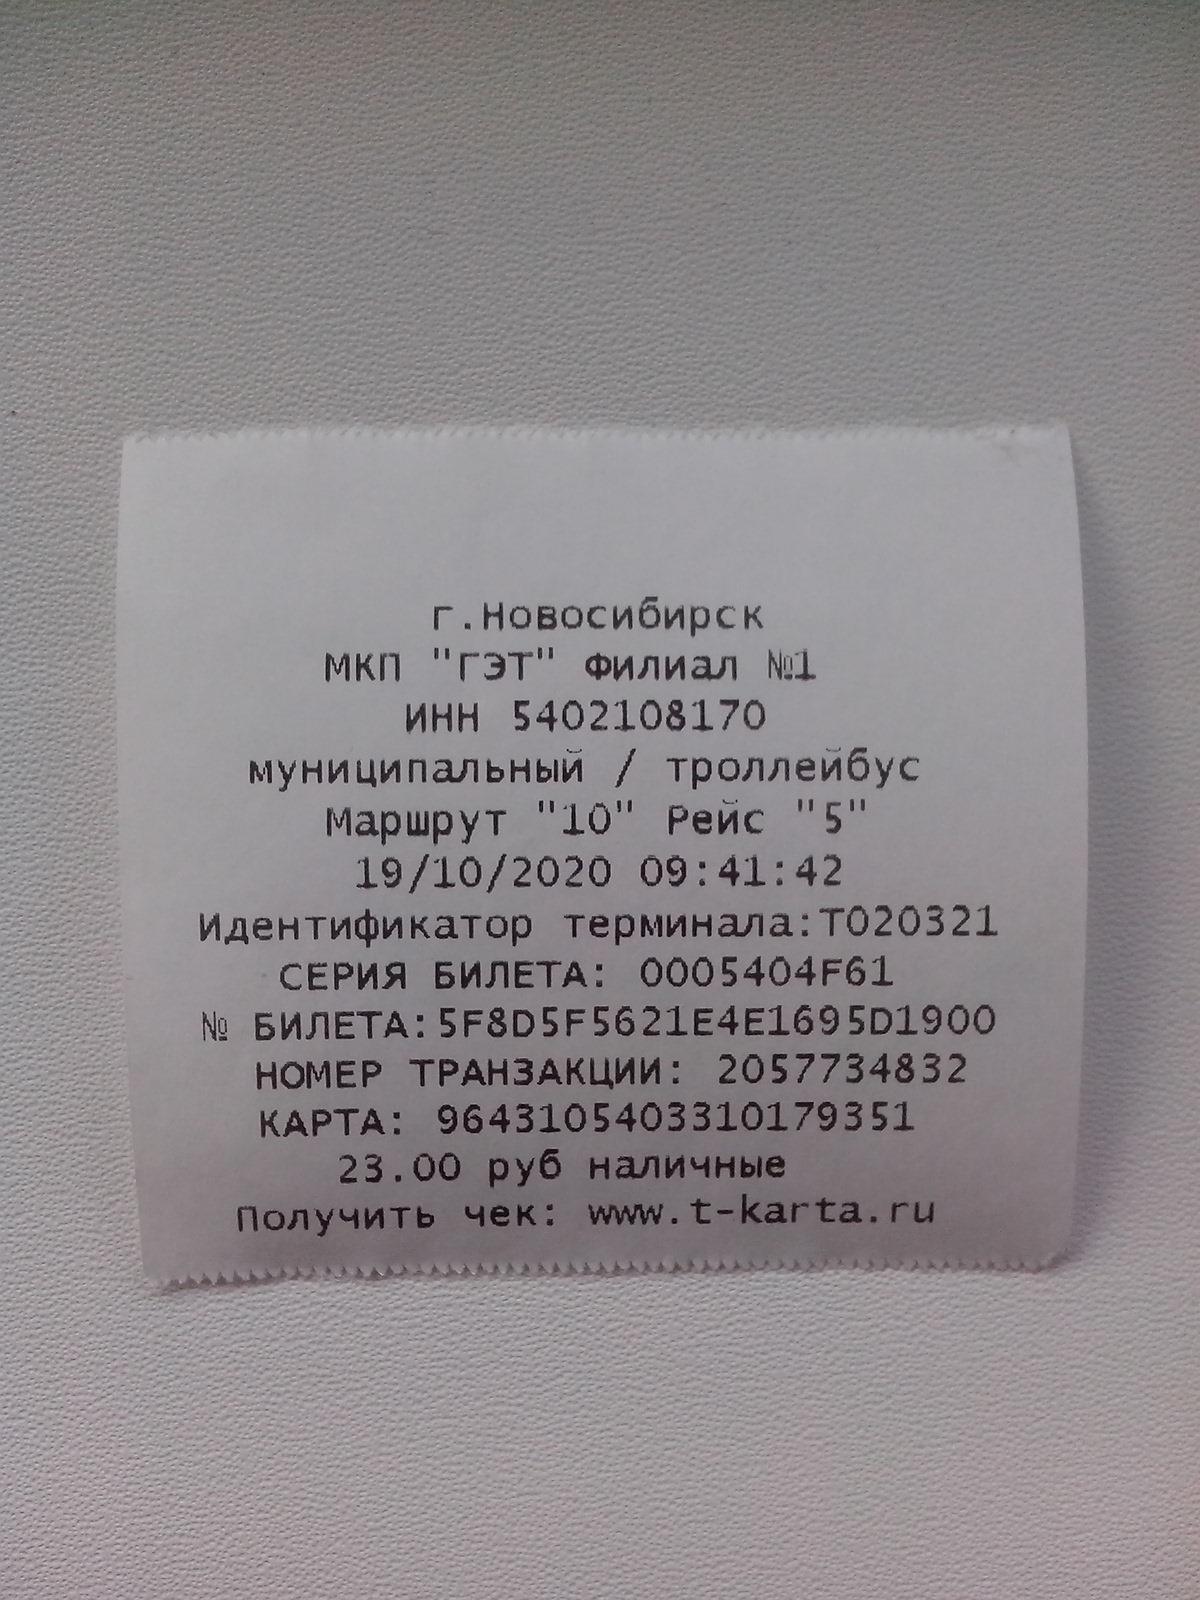 г.Новосибирск
МКП "ГЭТ" Филиал №1
ИНН 5402108170
муниципальный / троллейбус
Маршрут "10" Рейс "5"
19/10/2020 09:41:42
Идентификатор терминала:T020321
СЕРИЯ БИЛЕТА: 0005404F61
№ БИЛЕТА:5F8D5F5621E4E1695D1900
НОМЕР ТРАНЗАКЦИИ: 2057734832
КАРТА: 9643105403310179351
23.00 руб наличные
Получить чек: www.t-karta.ru